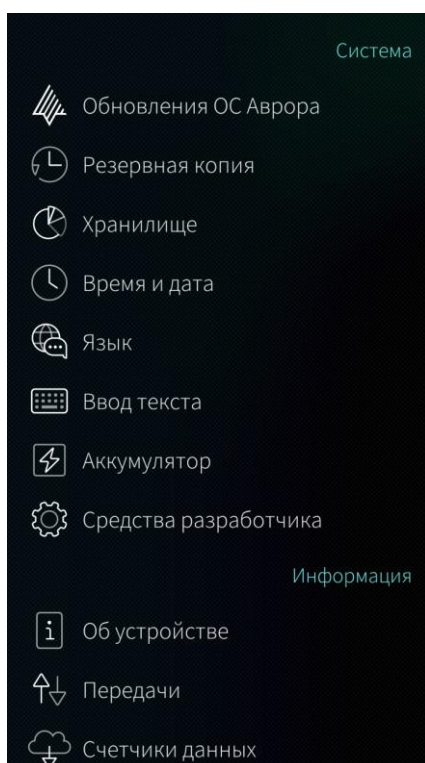 Система
Обновления ОС Аврора
Резервная копия
Хранилище
Время и дата
Язык
Ввод текста
Аккумулятор
Средства разработчика
Информация
Об устройстве
Передачи
Счетчики данных